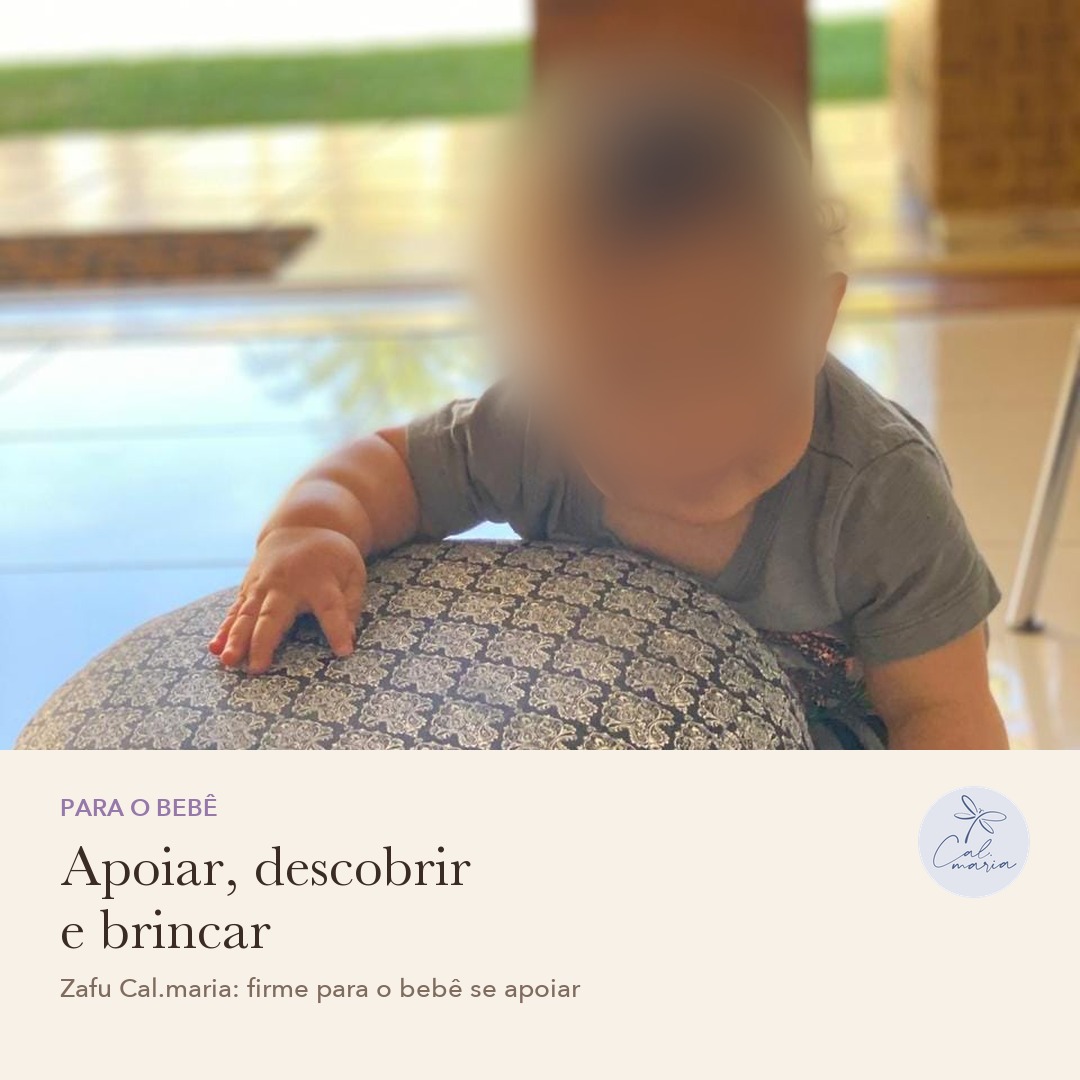 PARA O BEBÊ
Apoiar, descobrir
e brincar
Zafu Cal.maria: firme para o bebê se apoiar
Cal.
maria